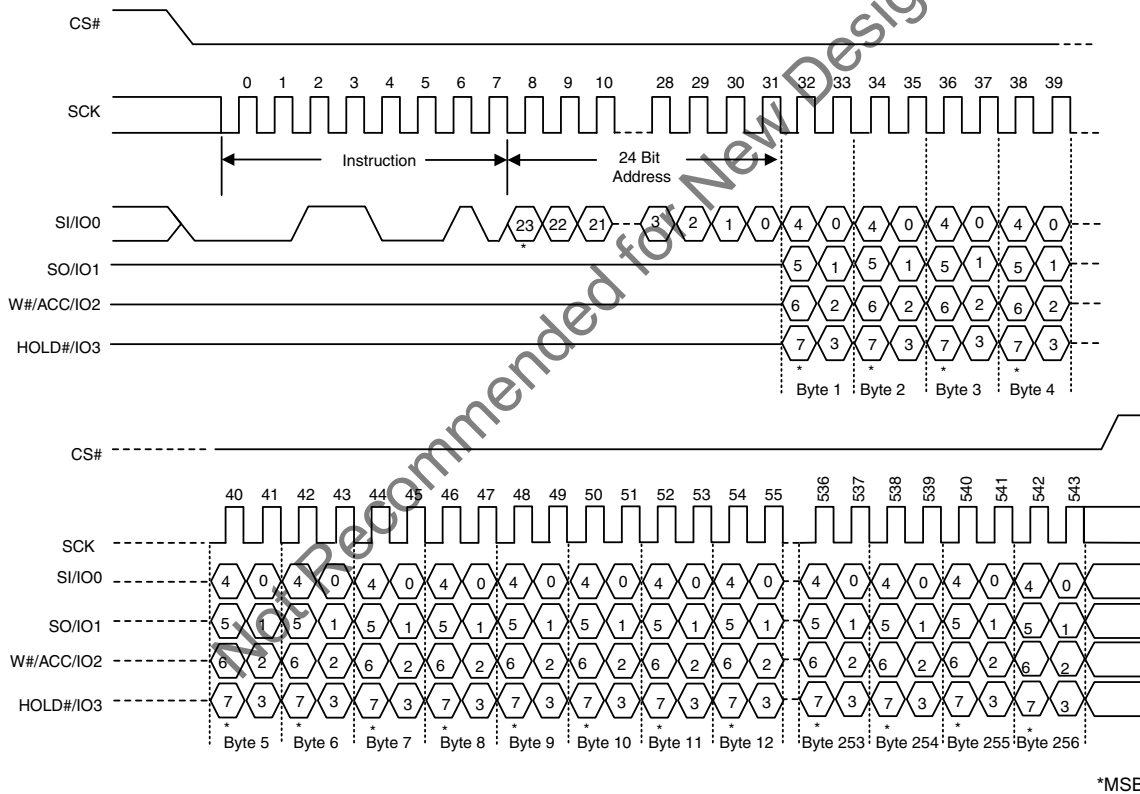 CS#
0 1 2 3 4 5 6 7 8 9 10 28 29 30 31 32 33 34 35 36 37 38 39
SCK
Instruction
24 Bit
Address
SI/IO0
23 22 21 3 2 1 0 4 0 4 0 4 0 4 0
*
SO/IO1
5 1 5 1 5 1 5 1
W#/ACC/IO2
6 2 6 2 6 2 6 2
HOLD#/IO3
7 3 7 3 7 3 7 3
* * * *
Byte 1 Byte 2 Byte 3 Byte 4
CS#
40 41 42 43 44 45 46 47 48 49 50 51 52 53 54 55 536 537 538 539 540 541 542 543
SCK
SI/IO0
4 0 4 0 4 0 4 0 4 0 4 0 4 0 4 0 4 0 4 0 4 0 4 0
SO/IO1
5 1 5 1 5 1 5 1 5 1 5 1 5 1 5 1 5 1 5 1 5 1 5 1
W#/ACC/IO2
6 2 6 2 6 2 6 2 6 2 6 2 6 2 6 2 6 2 6 2 6 2 6 2
HOLD#/IO3
7 3 7 3 7 3 7 3 7 3 7 3 7 3 7 3 7 3 7 3 7 3 7 3
* * * * * * * * * * * *
Byte 5 Byte 6 Byte 7 Byte 8 Byte 9 Byte 10 Byte 11 Byte 12 Byte 253 Byte 254 Byte 255 Byte 256
*MSB
Not Recommended for New Desig